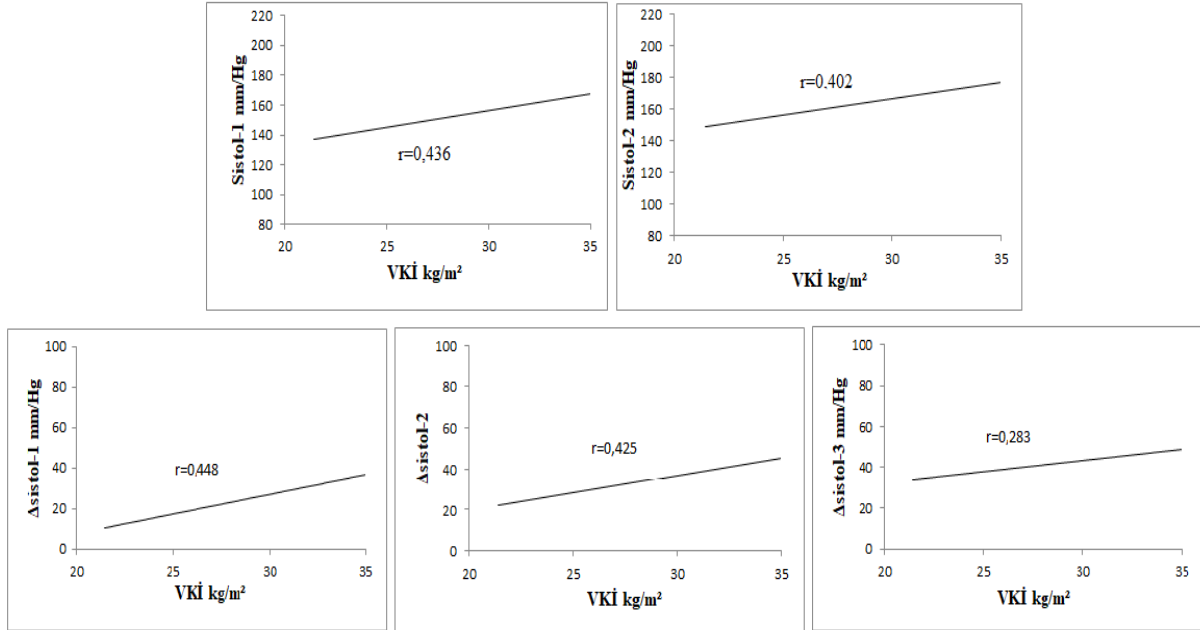 220
200
180
160
140
120
100
80
Sistol-1 mm/Hg
r=0,436
20 25 30 35
VKİ kg/m²
220
200
180
160
140
120
100
80
Sistol-2 mm/Hg
r=0,402
20 25 30 35
VKİ kg/m²
100
80
60
40
20
0
Δsistol-1 mm/Hg
r=0,448
20 25 30 35
VKİ kg/m²
100
80
60
40
20
0
Δsistol-2
r=0,425
20 25 30 35
VKİ kg/m²
100
80
60
40
20
0
Δsistol-3 mm/Hg
r=0,283
20 25 30 35
VKİ kg/m²